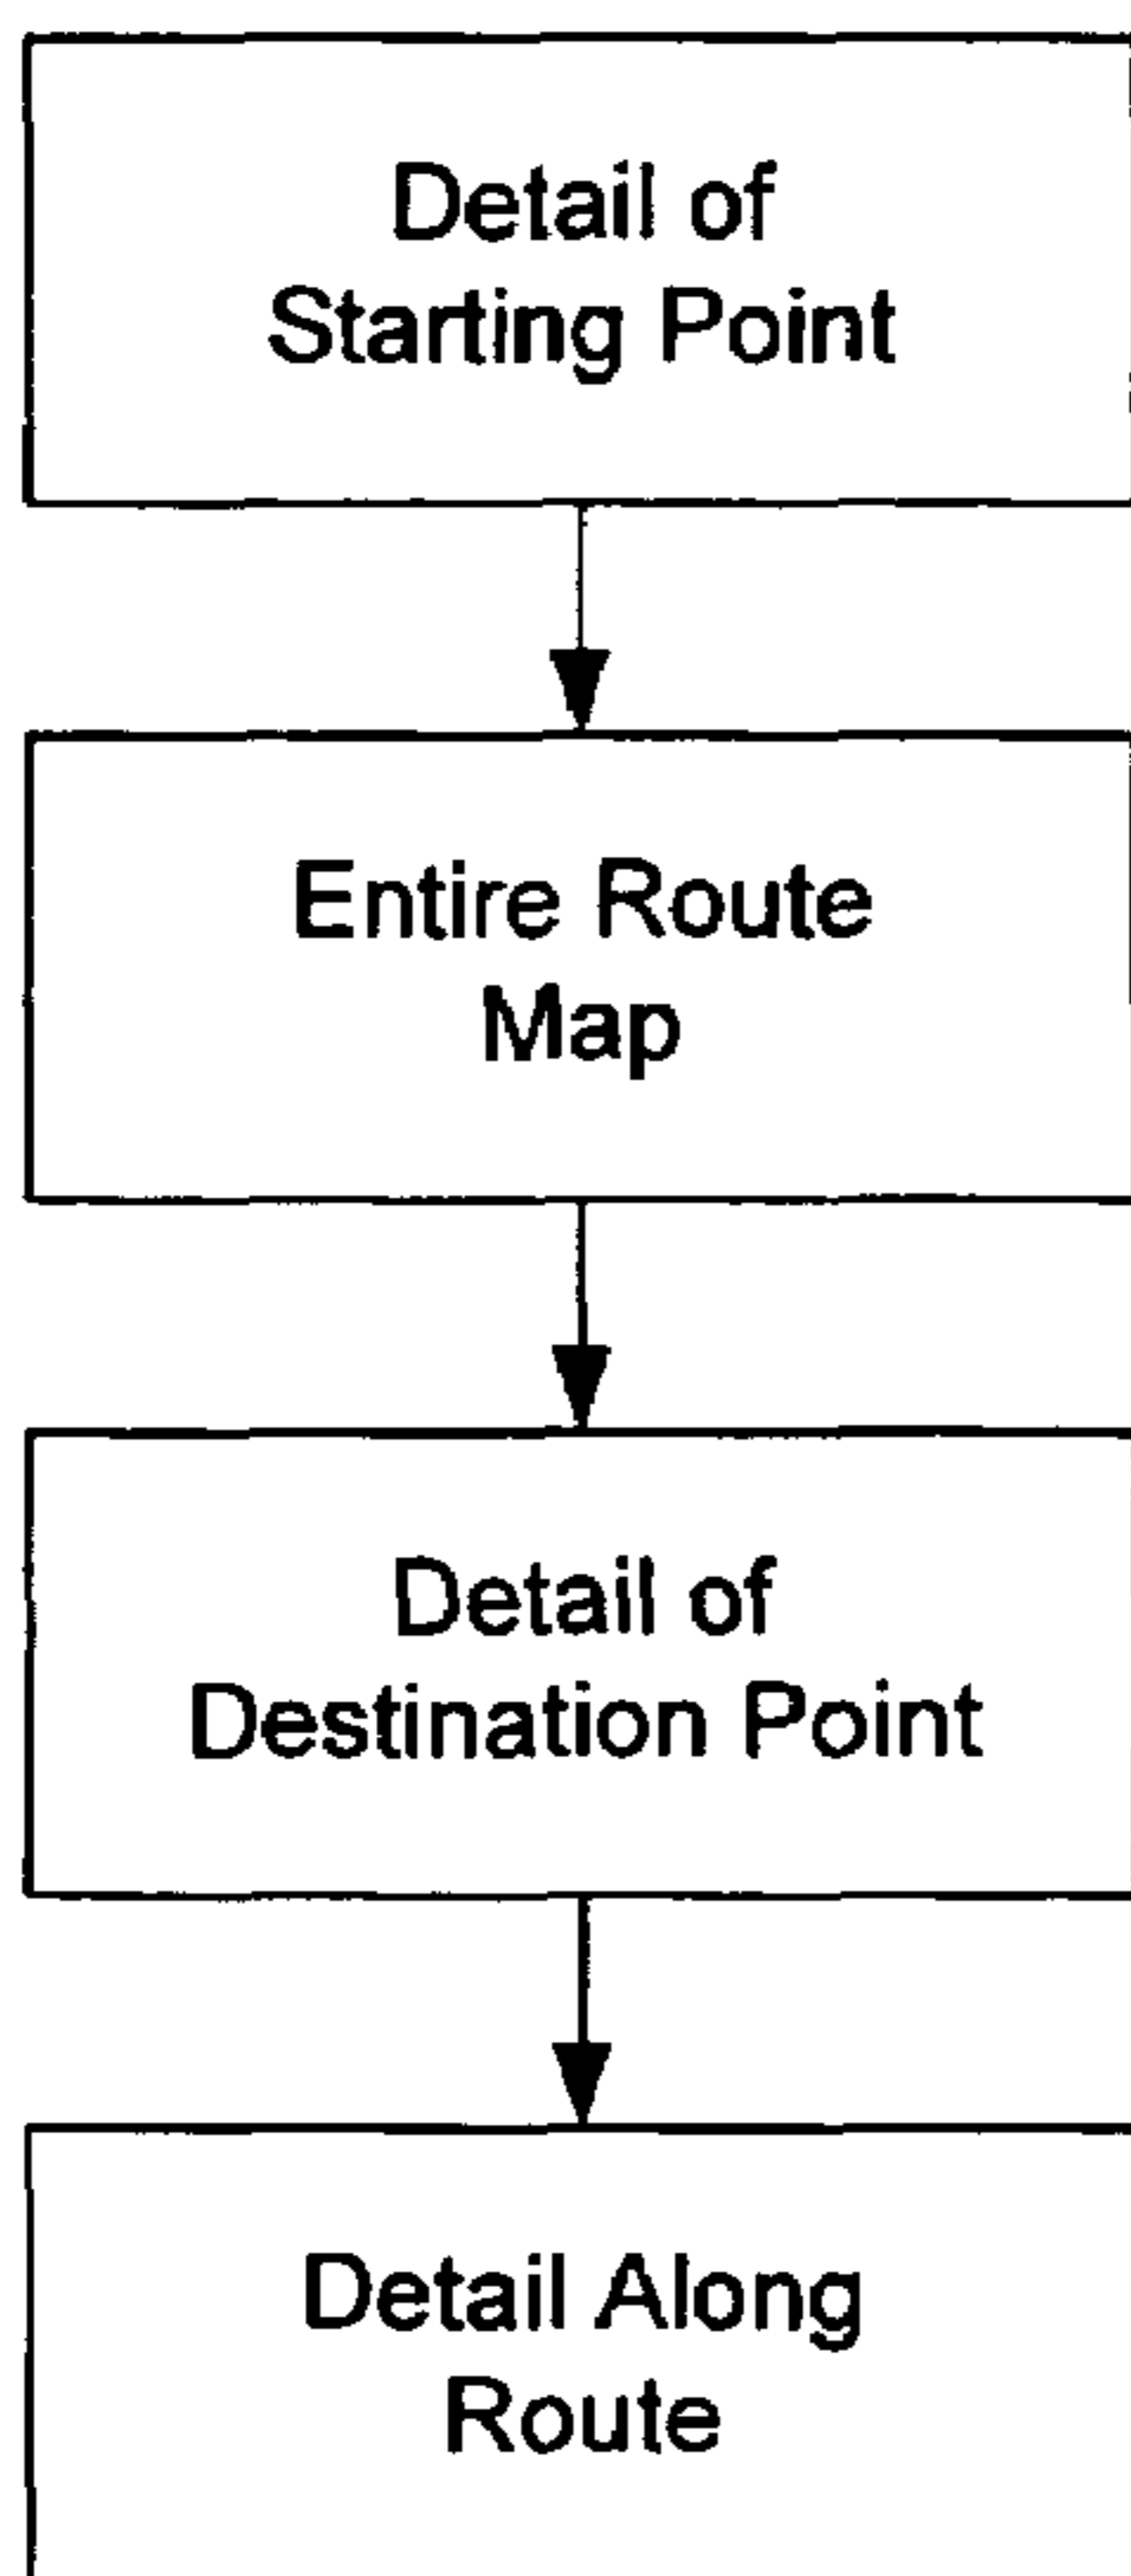 Detail of
Starting Point
Entire Route
Map
Detail of
Destination Point
Detail Along
Route